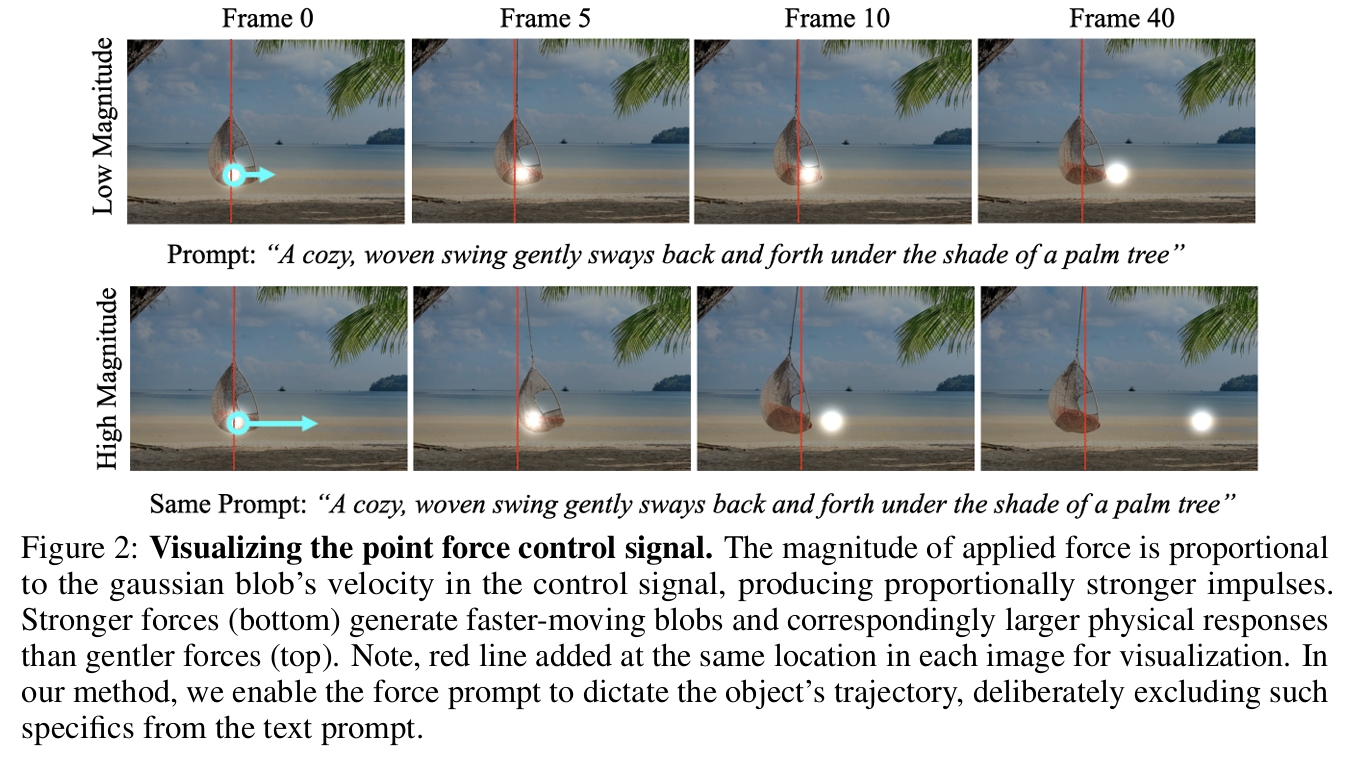 Frame 0 Frame 5 Frame 10 Frame 40
Low Magnitude
Prompt: “A cozy, woven swing gently sways back and forth under the shade of a palm tree”
High Magnitude
Same Prompt: “A cozy, woven swing gently sways back and forth under the shade of a palm tree”
Figure 2: Visualizing the point force control signal. The magnitude of applied force is proportional
to the gaussian blob’s velocity in the control signal, producing proportionally stronger impulses.
Stronger forces (bottom) generate faster-moving blobs and correspondingly larger physical responses
than gentler forces (top). Note, red line added at the same location in each image for visualization. In
our method, we enable the force prompt to dictate the object’s trajectory, deliberately excluding such
specifics from the text prompt.